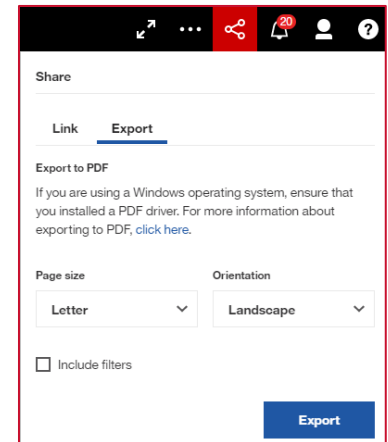 20
?
Share
Link Export
Export to PDF
If you are using a Windows operating system, ensure that
you installed a PDF driver. For more information about
exporting to PDF, click here.
Page size Orientation
Letter Landscape
Include filters
Export